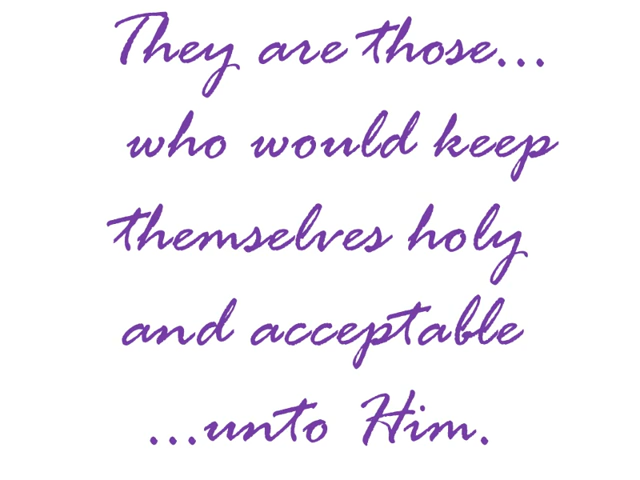 They are those...
who would keep
themselves holy
and acceptable
...unto Him.